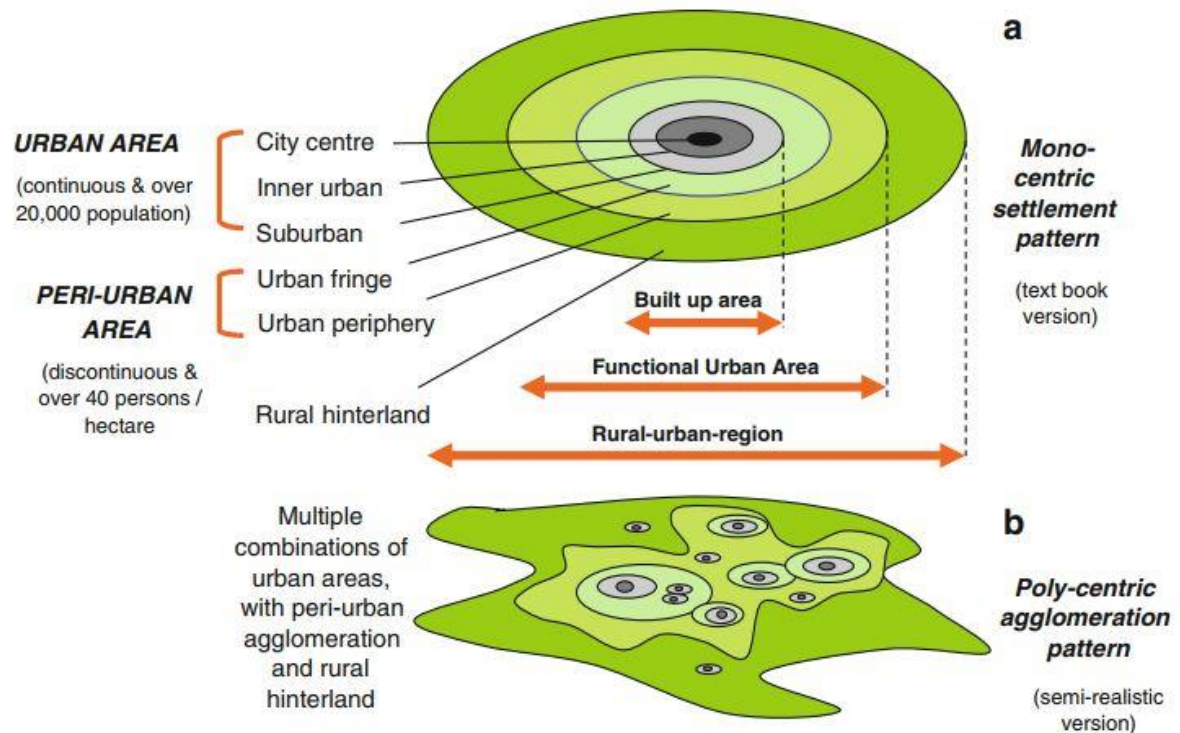 a
URBAN AREA
(continuous & over
20,000 population)
City centre
Inner urban
Suburban
PERI-URBAN
AREA
(discontinuous &
over 40 persons /
hectare
Urban fringe
Urban periphery
Rural hinterland
Mono-
centric
settlement
pattern
(text book
version)
Built up area
Functional Urban Area
Rural-urban-region
Multiple
combinations of
urban areas,
with peri-urban
agglomeration
and rural
hinterland
b
Poly-centric
agglomeration
pattern
(semi-realistic
version)